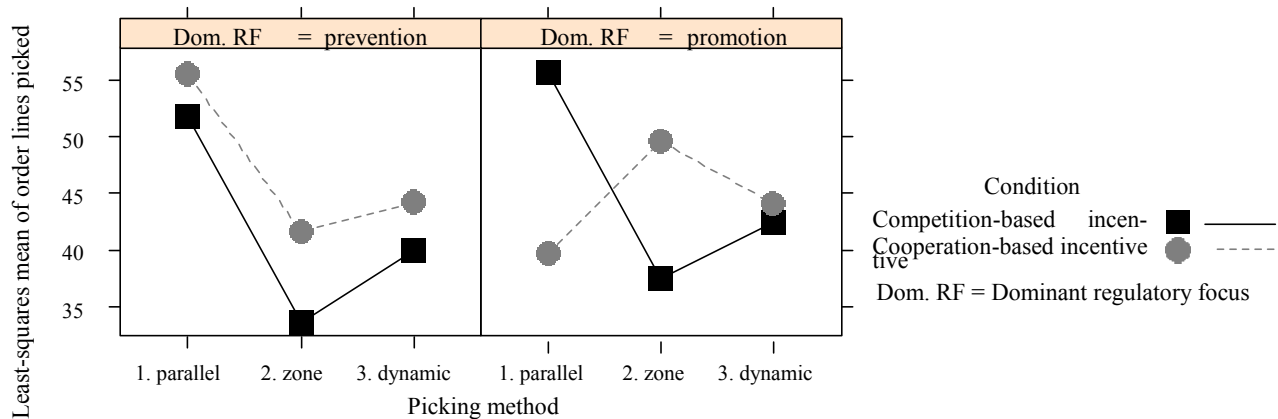 Dom. RF = prevention
Dom. RF = promotion
Least-squares mean of order lines picked
55
50
45
40
35
1. parallel
2. zone
3. dynamic
1. parallel
2. zone
3. dynamic
Picking method
Condition
Competition-based incen-
tive
Cooperation-based incentive
Dom. RF = Dominant regulatory focus